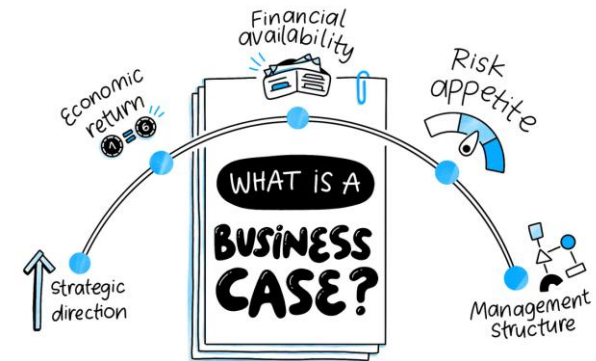 Strategic
direction
Economic
return
Financial
availability
Risk
appetite
Management
structure
WHAT IS A
BUSINESS
CASE?